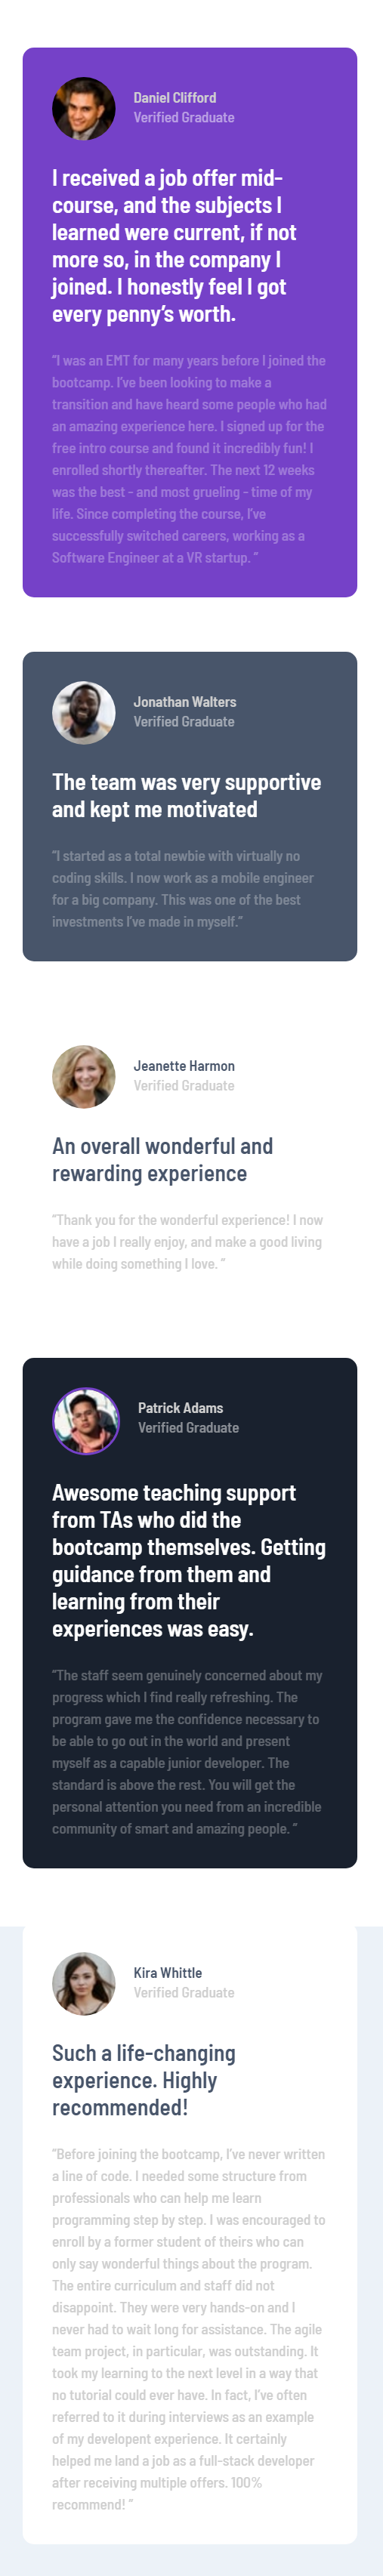 Daniel Clifford
Verified Graduate
I received a job offer mid-
course, and the subjects I
learned were current, if not
more so, in the company I
joined. I honestly feel I got
every penny’s worth.
“I was an EMT for many years before I joined the
bootcamp. I’ve been looking to make a
transition and have heard some people who had
an amazing experience here. I signed up for the
free intro course and found it incredibly fun! I
enrolled shortly thereafter. The next 12 weeks
was the best - and most grueling - time of my
life. Since completing the course, I’ve
successfully switched careers, working as a
Software Engineer at a VR startup. ”
Jonathan Walters
Verified Graduate
The team was very supportive
and kept me motivated
“I started as a total newbie with virtually no
coding skills. I now work as a mobile engineer
for a big company. This was one of the best
investments I’ve made in myself.”
Jeanette Harmon
Verified Graduate
An overall wonderful and
rewarding experience
“Thank you for the wonderful experience! I now
have a job I really enjoy, and make a good living
while doing something I love. ”
Patrick Adams
Verified Graduate
Awesome teaching support
from TAs who did the
bootcamp themselves. Getting
guidance from them and
learning from their
experiences was easy.
“The staff seem genuinely concerned about my
progress which I find really refreshing. The
program gave me the confidence necessary to
be able to go out in the world and present
myself as a capable junior developer. The
standard is above the rest. You will get the
personal attention you need from an incredible
community of smart and amazing people. ”
Kira Whittle
Verified Graduate
Such a life-changing
experience. Highly
recommended!
“Before joining the bootcamp, I’ve never written
a line of code. I needed some structure from
professionals who can help me learn
programming step by step. I was encouraged to
enroll by a former student of theirs who can
only say wonderful things about the program.
The entire curriculum and staff did not
disappoint. They were very hands-on and I
never had to wait long for assistance. The agile
team project, in particular, was outstanding. It
took my learning to the next level in a way that
no tutorial could ever have. In fact, I’ve often
referred to it during interviews as an example
of my developent experience. It certainly
helped me land a job as a full-stack developer
after receiving multiple offers. 100%
recommend! ”